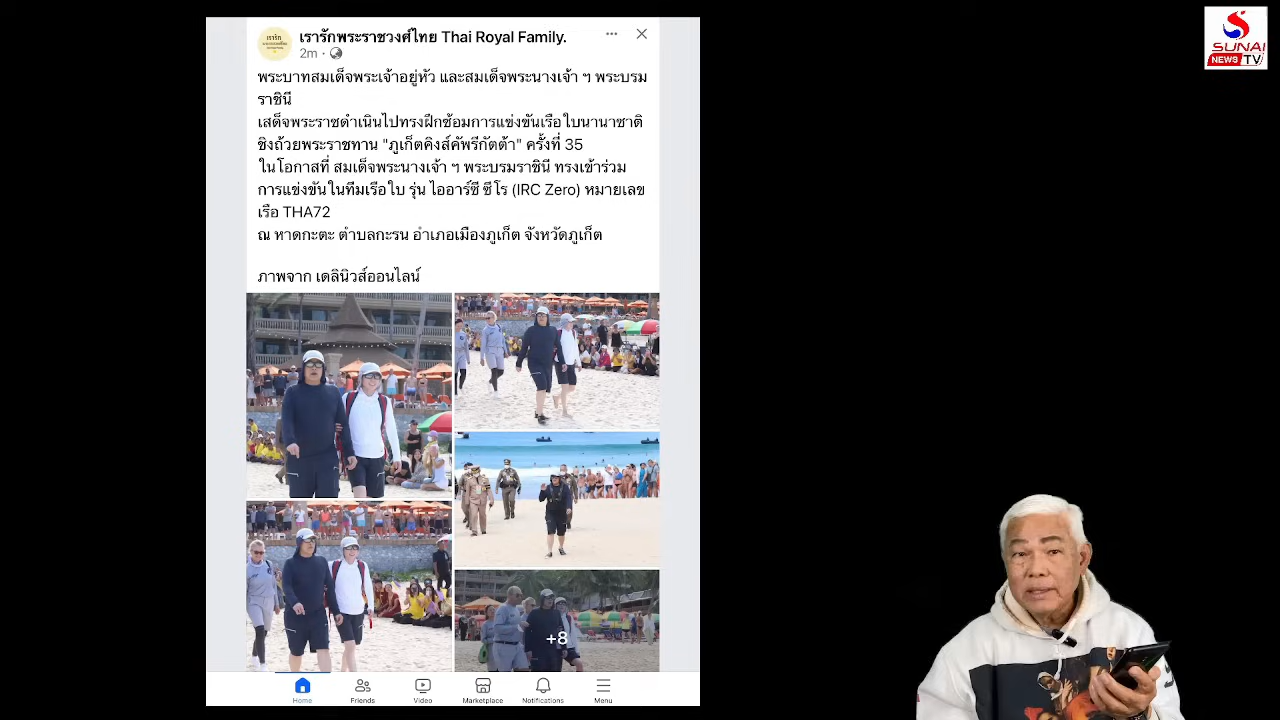 เรารักพระราชวงศ์ไทย Thai Royal Family.
2m
พระบาทสมเด็จพระเจ้าอยู่หัว และสมเด็จพระนางเจ้า ฯ พระบรม
ราชินี
เสด็จพระราชดำเนินไปทรงฝึกซ้อมการแข่งขันเรือใบนานาชาติ
ชิงถ้วยพระราชทาน "ภูเก็ตคิงส์คัพรีกัตต้า" ครั้งที่ 35
ในโอกาสที่ สมเด็จพระนางเจ้า ฯ พระบรมราชินี ทรงเข้าร่วม
การแข่งขันในทีมเรือใบ รุ่น ไออาร์ซี ซีโร (IRC Zero) หมายเลข
เรือ THA72
ณ หาดกะตะ ตำบลกะรน อำเภอเมืองภูเก็ต จังหวัดภูเก็ต
ภาพจาก เดลินิวส์ออนไลน์
+8
Home Friends Video Marketplace Notifications Menu
SUNAI
NEWS TV